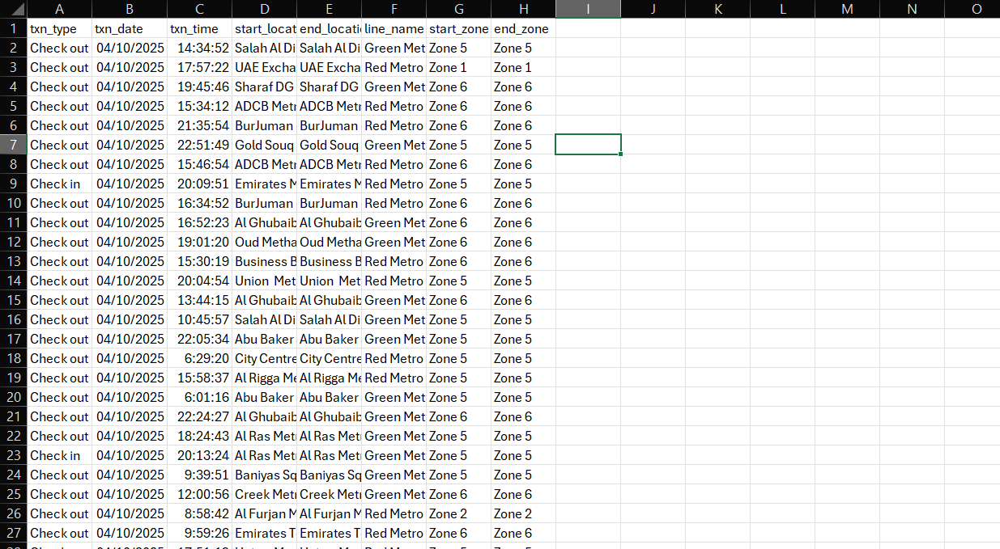 A B C D E F G H I J K L M N O
1 txn_type txn_date txn_time start_locat end_locati line_name start_zone end_zone
2 Check out 04/10/2025 14:34:52 Salah Al Di Salah Al Di Green Met Zone 5 Zone 5
3 Check out 04/10/2025 17:57:22 UAE Excha UAE Excha Red Metro Zone 1 Zone 1
4 Check out 04/10/2025 19:45:46 Sharaf DG Sharaf DG Green Met Zone 6 Zone 6
5 Check out 04/10/2025 15:34:12 ADCB Metr ADCB Metr Red Metro Zone 6 Zone 6
6 Check out 04/10/2025 21:35:54 BurJuman BurJuman Red Metro Zone 6 Zone 6
7 Check out 04/10/2025 22:51:49 Gold Souq Gold Souq Green Met Zone 5 Zone 5
8 Check out 04/10/2025 15:46:54 ADCB Metr ADCB Metr Red Metro Zone 6 Zone 6
9 Check in 04/10/2025 20:09:51 Emirates M Emirates M Red Metro Zone 5 Zone 5
10 Check out 04/10/2025 16:34:52 BurJuman BurJuman Red Metro Zone 6 Zone 6
11 Check out 04/10/2025 16:52:23 Al Ghubaib Al Ghubaib Green Met Zone 6 Zone 6
12 Check out 04/10/2025 19:01:20 Oud Metha Oud Metha Green Met Zone 6 Zone 6
13 Check out 04/10/2025 15:30:19 Business B Business B Red Metro Zone 6 Zone 6
14 Check out 04/10/2025 20:04:54 Union Met Union Met Red Metro Zone 5 Zone 5
15 Check out 04/10/2025 13:44:15 Al Ghubaib Al Ghubaib Green Met Zone 6 Zone 6
16 Check out 04/10/2025 10:45:57 Salah Al Di Salah Al Di Green Met Zone 5 Zone 5
17 Check out 04/10/2025 22:05:34 Abu Baker Abu Baker Green Met Zone 5 Zone 5
18 Check out 04/10/2025 6:29:20 City Centre City Centre Red Metro Zone 5 Zone 5
19 Check out 04/10/2025 15:58:37 Al Rigga Me Al Rigga Me Red Metro Zone 5 Zone 5
20 Check out 04/10/2025 6:01:16 Abu Baker Abu Baker Green Met Zone 5 Zone 5
21 Check out 04/10/2025 22:24:27 Al Ghubaib Al Ghubaib Green Met Zone 6 Zone 6
22 Check out 04/10/2025 18:24:43 Al Ras Met Al Ras Met Green Met Zone 5 Zone 5
23 Check in 04/10/2025 20:13:24 Al Ras Met Al Ras Met Green Met Zone 5 Zone 5
24 Check out 04/10/2025 9:39:51 Baniyas Sq Baniyas Sq Green Met Zone 5 Zone 5
25 Check out 04/10/2025 12:00:56 Creek Metr Creek Metr Green Met Zone 6 Zone 6
26 Check out 04/10/2025 8:58:42 Al Furjan M Al Furjan M Red Metro Zone 2 Zone 2
27 Check out 04/10/2025 9:59:26 Emirates T Emirates T Red Metro Zone 6 Zone 6